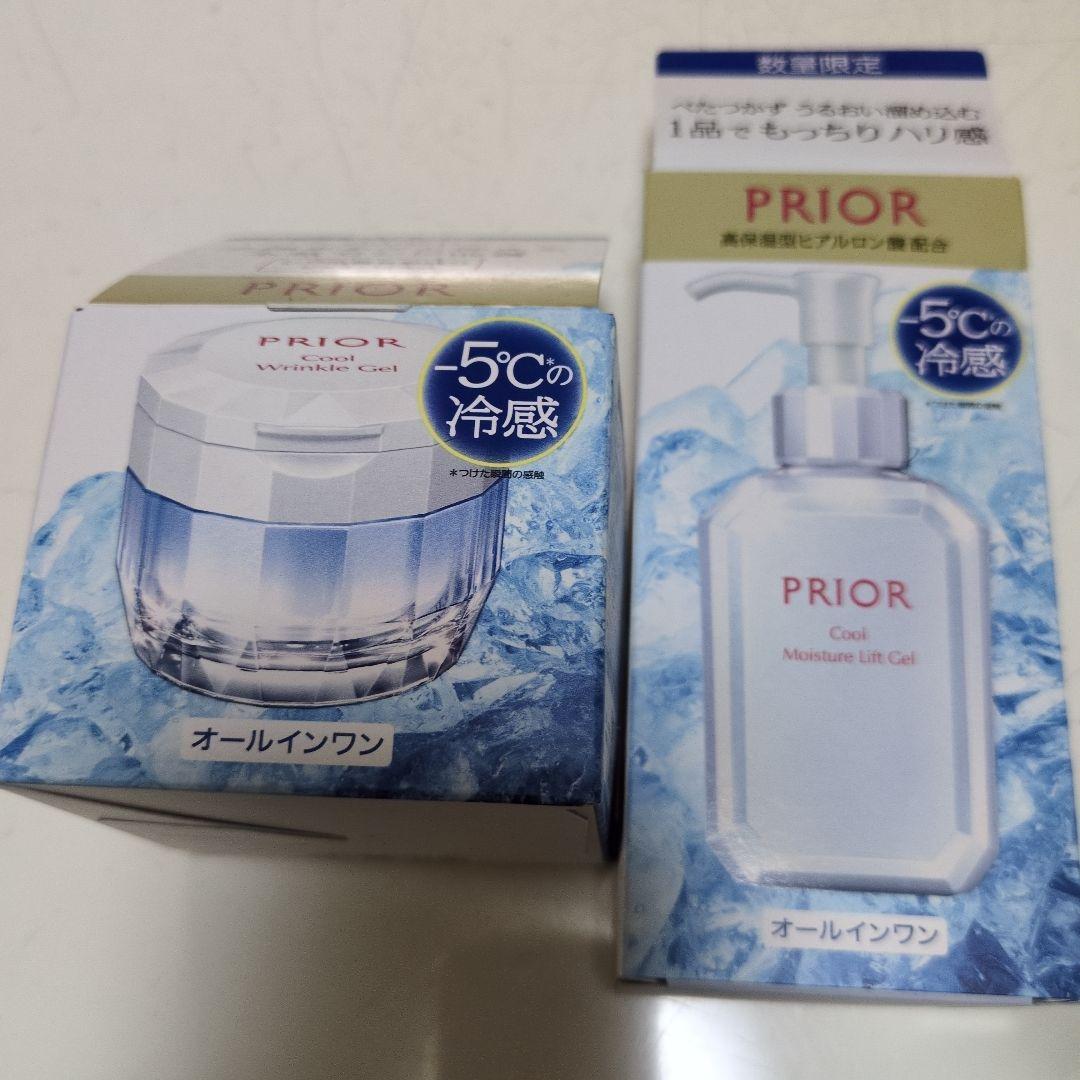 PRIOR
PRIOR
Cool
Wrinkle Gel
-5℃*の
冷感
*つけた瞬間の感触
オールインワン
数量限定
べたつかず うるおい溜め込む
1品でもっちりハリ感
PRIOR
高保湿型ヒアルロン酸 配合
-5℃の
冷感
PRIOR
Cool
Moisture Lift Gel
オールインワン